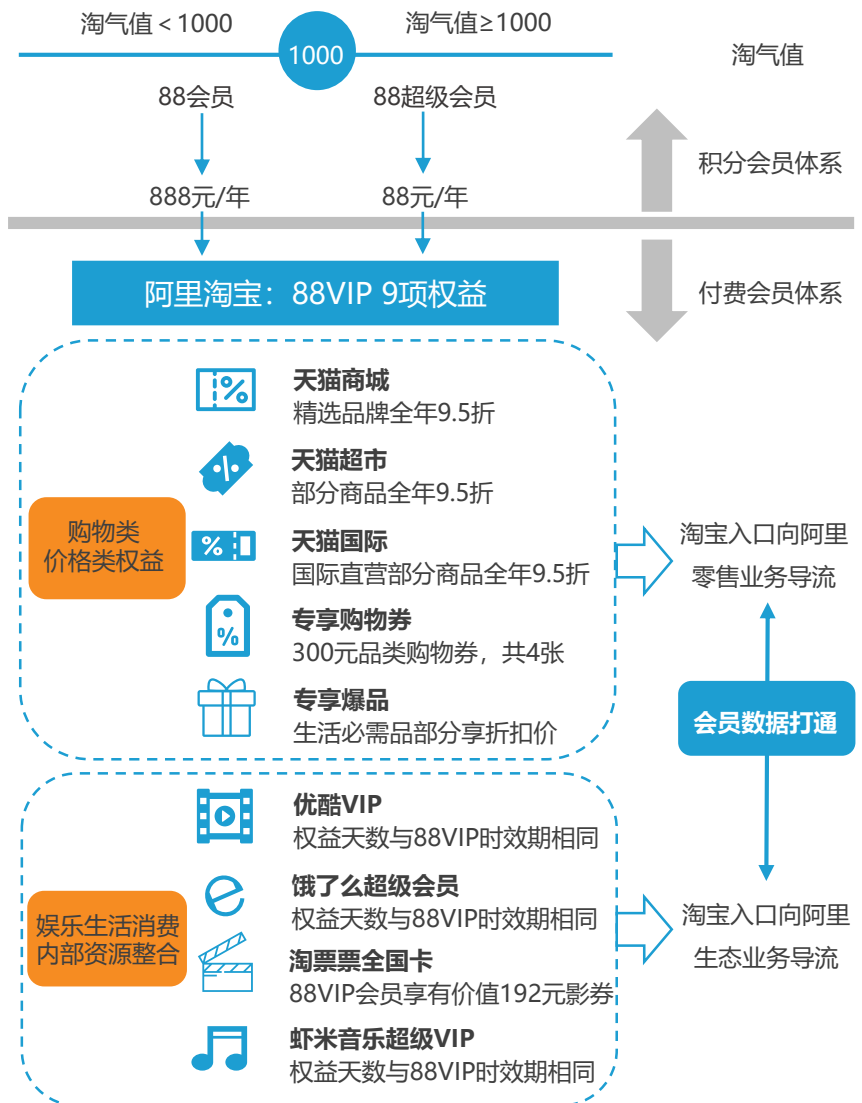 淘气值＜1000
淘气值≥1000
1000
淘气值
88会员
88超级会员
积分会员体系
888元/年
88元/年
阿里淘宝：88VIP 9项权益
付费会员体系
天猫商城
精选品牌全年9.5折
天猫超市
部分商品全年9.5折
购物类
价格类权益
天猫国际
国际直营部分商品全年9.5折
专享购物券
300元品类购物券，共4张
专享爆品
生活必需品部分享折扣价
淘宝入口向阿里
零售业务导流
会员数据打通
优酷VIP
权益天数与88VIP时效期相同
饿了么超级会员
权益天数与88VIP时效期相同
娱乐生活消费
内部资源整合
淘票票全国卡
88VIP会员享有价值192元影券
虾米音乐超级VIP
权益天数与88VIP时效期相同
淘宝入口向阿里
生态业务导流